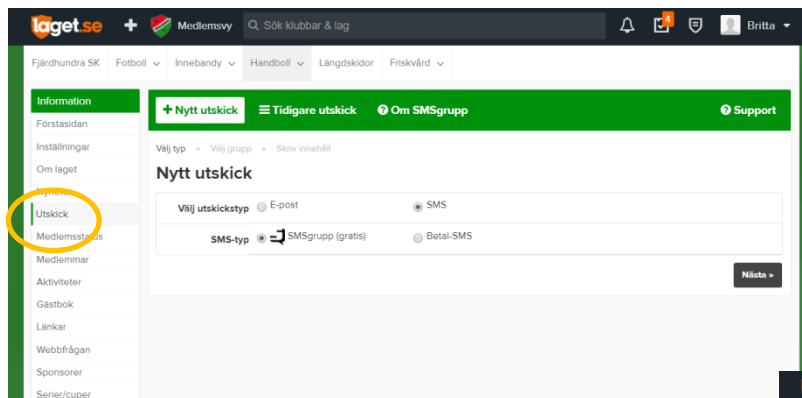 laget.se + Medlemsvy Sök klubbar & lag 4 Britta
Fjärdhundra SK Fotboll Innebandy Handboll Längdskidor Friskvård
Information
Förstasidan
Inställningar
Om laget
Nyheter
Utskick
Medlemsstatus
Medlemmar
Aktiviteter
Gästbok
Länkar
Webbfrågan
Sponsorer
Serier/cuper
+ Nytt utskick Tidigare utskick ? Om SMSgrupp ? Support
Välj typ » Välj grupp » Skriv innehåll
Nytt utskick
Välj utskickstyp E-post SMS
SMS-typ SMSgrupp (gratis) Betal-SMS
Nästa »